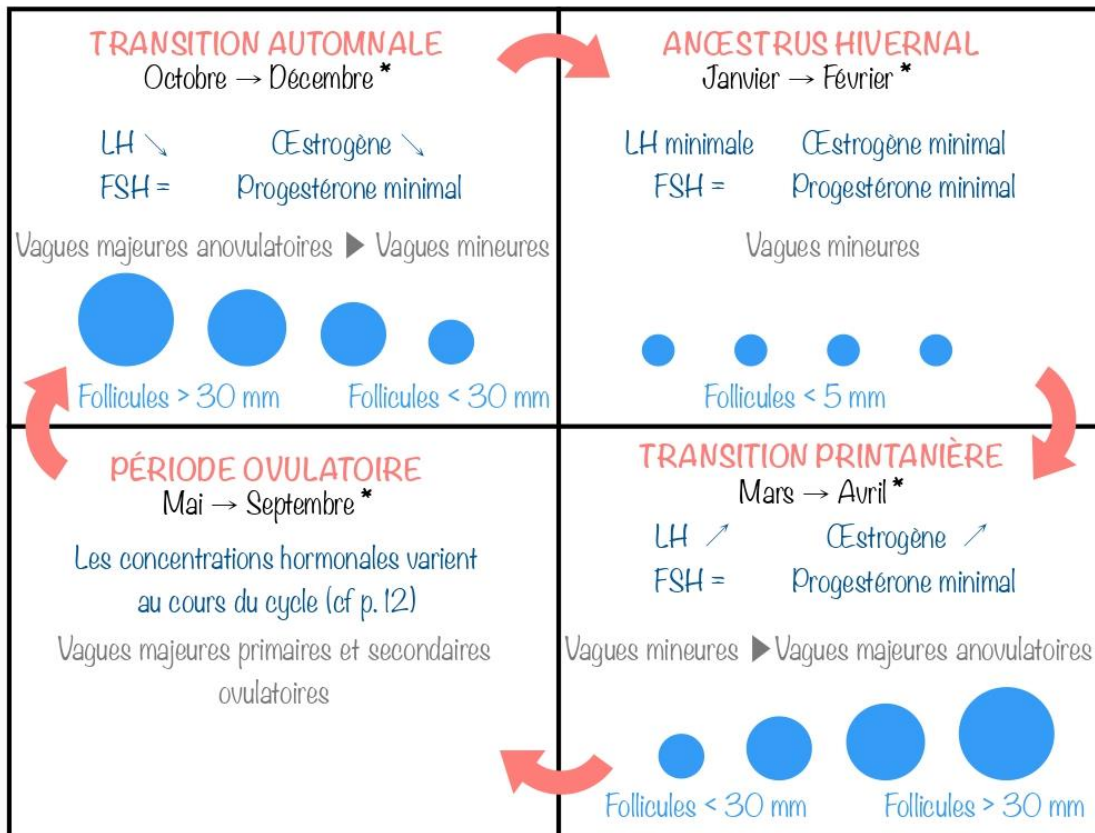 TRANSITION AUTOMNALE
Octobre → Décembre *
LH ↘ Œstrogène ↘
FSH = Progestérone minimal
Vagues majeures anovulatoires ▶ Vagues mineures
Follicules > 30 mm Follicules < 30 mm
ANŒSTRUS HIVERNAL
Janvier → Février *
LH minimale Œstrogène minimal
FSH = Progestérone minimal
Vagues mineures
Follicules < 5 mm
PÉRIODE OVULATOIRE
Mai → Septembre *
Les concentrations hormonales varient
au cours du cycle (cf p. 12)
Vagues majeures primaires et secondaires
ovulatoires
TRANSITION PRINTANIÈRE
Mars → Avril *
LH ↗ Œstrogène ↗
FSH = Progestérone minimal
Vagues mineures ▶ Vagues majeures anovulatoires
Follicules < 30 mm Follicules > 30 mm